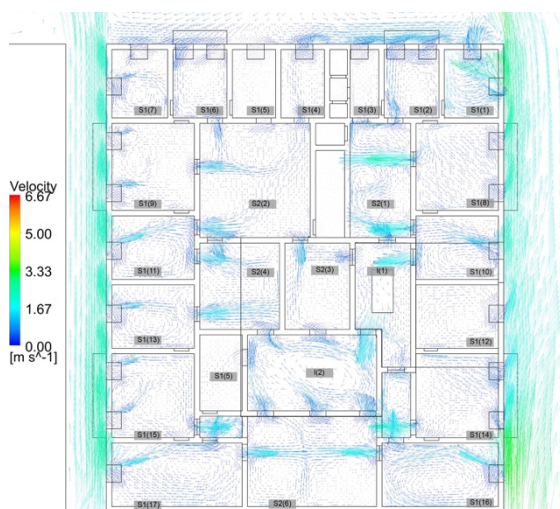 S1(7)
S1(6)
S1(5)
S1(4)
S1(3)
S1(2)
S1(1)
Velocity
6.67
5.00
3.33
1.67
0.00
[m s^-1]
S1(9)
S2(2)
S2(1)
S1(8)
S1(11)
S2(4)
S2(3)
I(1)
S1(10)
S1(13)
S1(12)
S1(5)
I(2)
S1(15)
S1(14)
S1(17)
S2(6)
S1(16)